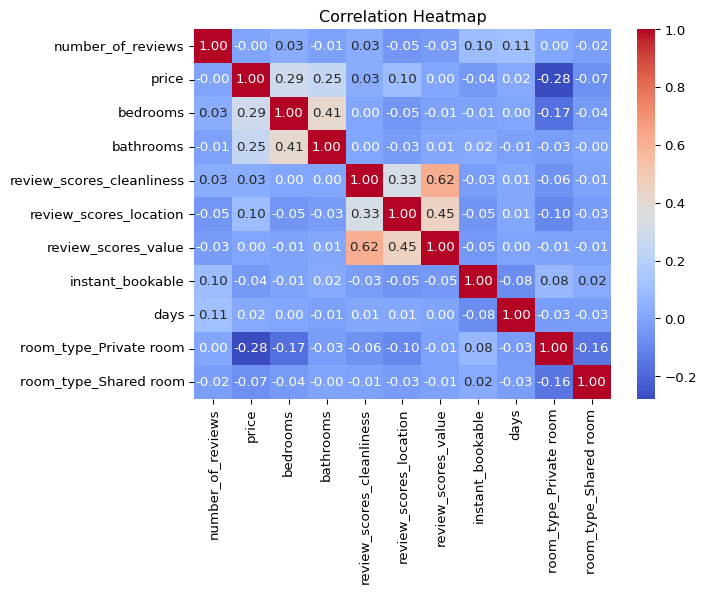 Correlation Heatmap
number_of_reviews 1.00 -0.00 0.03 -0.01 0.03 -0.05 -0.03 0.10 0.11 0.00 -0.02
price -0.00 1.00 0.29 0.25 0.03 0.10 0.00 -0.04 0.02 -0.28 -0.07
bedrooms 0.03 0.29 1.00 0.41 0.00 -0.05 -0.01 -0.01 0.00 -0.17 -0.04
bathrooms -0.01 0.25 0.41 1.00 0.00 -0.03 0.01 0.02 -0.01 -0.03 -0.00
review_scores_cleanliness 0.03 0.03 0.00 0.00 1.00 0.33 0.62 -0.03 0.01 -0.06 -0.01
review_scores_location -0.05 0.10 -0.05 -0.03 0.33 1.00 0.45 -0.05 0.01 -0.10 -0.03
review_scores_value -0.03 0.00 -0.01 0.01 0.62 0.45 1.00 -0.05 0.00 -0.01 -0.01
instant_bookable 0.10 -0.04 -0.01 0.02 -0.03 -0.05 -0.05 1.00 -0.08 0.08 0.02
days 0.11 0.02 0.00 -0.01 0.01 0.01 0.00 -0.08 1.00 -0.03 -0.03
room_type_Private room 0.00 -0.28 -0.17 -0.03 -0.06 -0.10 -0.01 0.08 -0.03 1.00 -0.16
room_type_Shared room -0.02 -0.07 -0.04 -0.00 -0.01 -0.03 -0.01 0.02 -0.03 -0.16 1.00
number_of_reviews
price
bedrooms
bathrooms
review_scores_cleanliness
review_scores_location
review_scores_value
instant_bookable
days
room_type_Private room
room_type_Shared room
1.0
0.8
0.6
0.4
0.2
0.0
−0.2